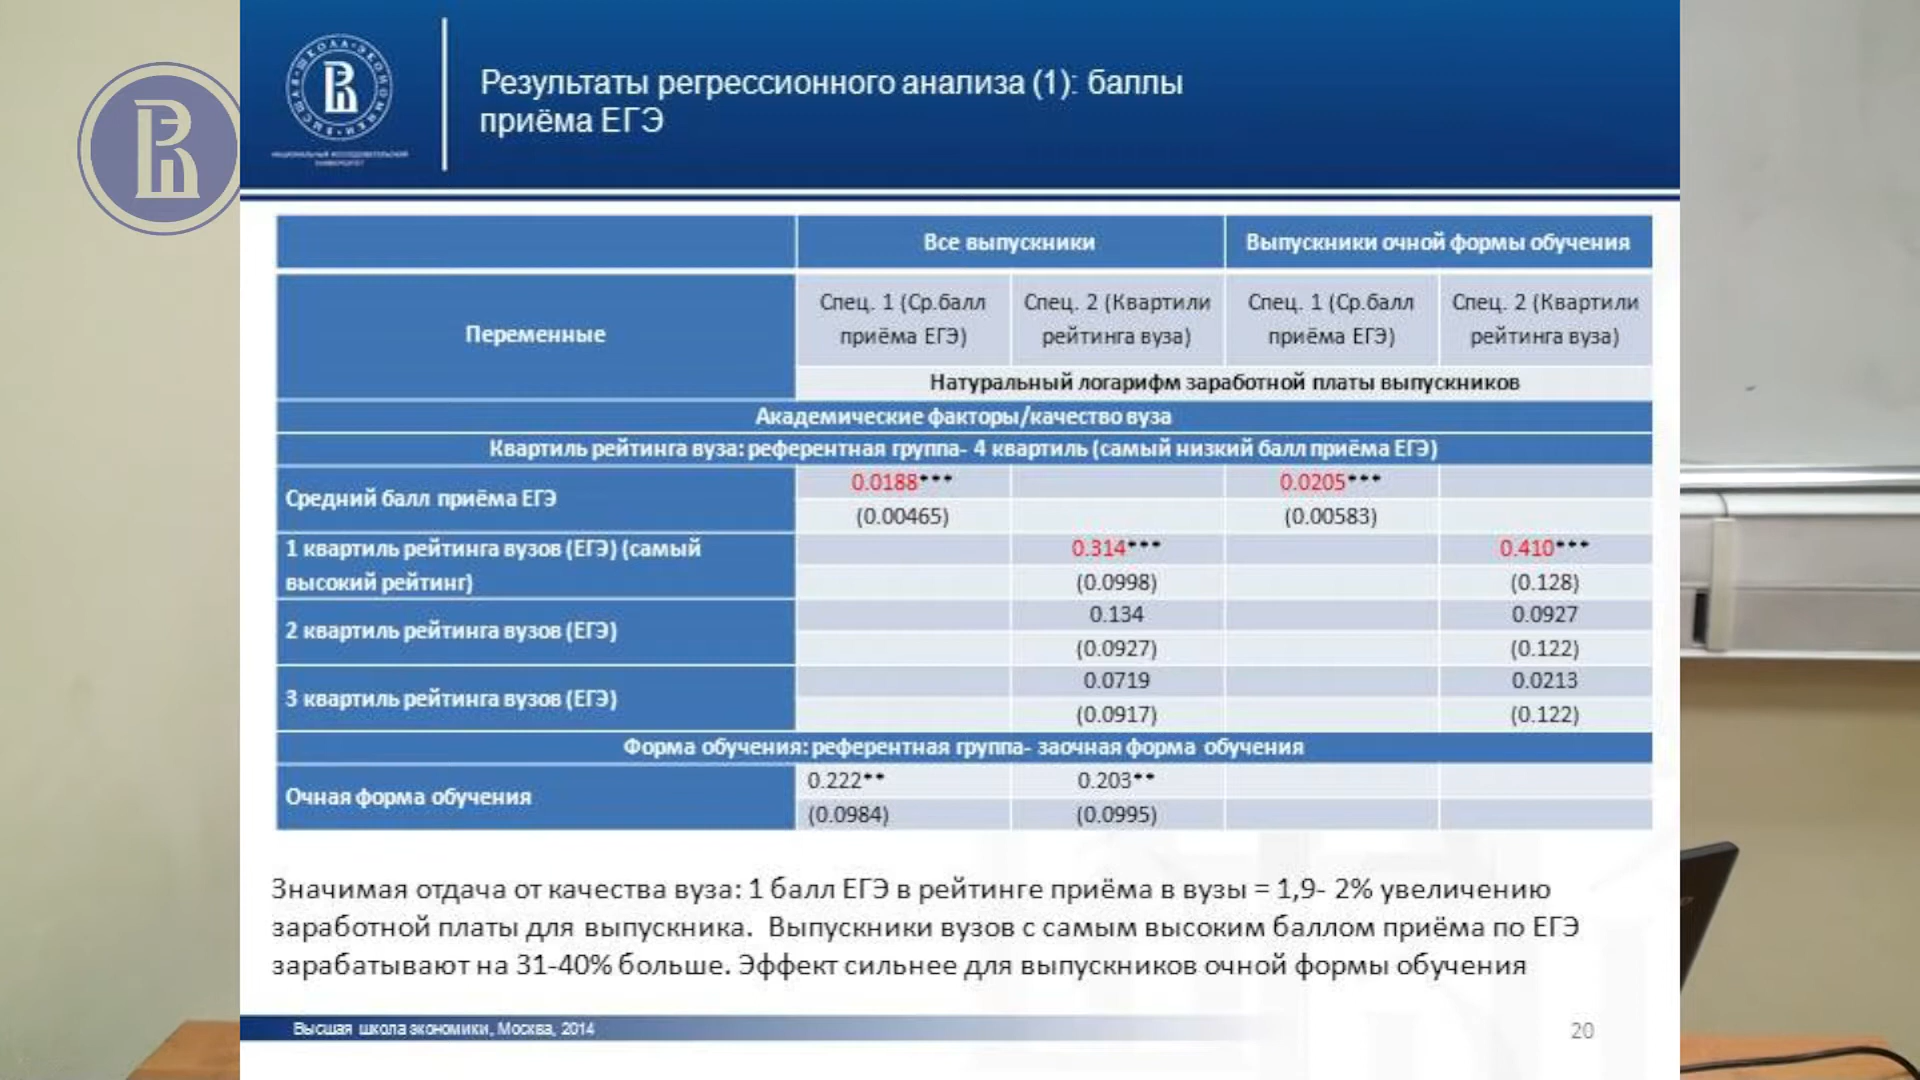 Результаты регрессионного анализа (1): баллы
приёма ЕГЭ
ВЫСШАЯ ШКОЛА ЭКОНОМИКИ
НАЦИОНАЛЬНЫЙ ИССЛЕДОВАТЕЛЬСКИЙ
УНИВЕРСИТЕТ
Все выпускники Выпускники очной формы обучения
Переменные
Спец. 1 (Ср.балл приёма ЕГЭ)
Спец. 2 (Квартили рейтинга вуза)
Спец. 1 (Ср.балл приёма ЕГЭ)
Спец. 2 (Квартили рейтинга вуза)
Натуральный логарифм заработной платы выпускников
Академические факторы/качество вуза
Квартиль рейтинга вуза: референтная группа- 4 квартиль (самый низкий балл приёма ЕГЭ)
Средний балл приёма ЕГЭ
0.0188*** 0.0205***
(0.00465) (0.00583)
1 квартиль рейтинга вузов (ЕГЭ) (самый
высокий рейтинг)
0.314*** 0.410***
(0.0998) (0.128)
2 квартиль рейтинга вузов (ЕГЭ)
0.134 0.0927
(0.0927) (0.122)
3 квартиль рейтинга вузов (ЕГЭ)
0.0719 0.0213
(0.0917) (0.122)
Форма обучения: референтная группа- заочная форма обучения
Очная форма обучения
0.222** 0.203**
(0.0984) (0.0995)
Значимая отдача от качества вуза: 1 балл ЕГЭ в рейтинге приёма в вузы = 1,9- 2% увеличению
заработной платы для выпускника. Выпускники вузов с самым высоким баллом приёма по ЕГЭ
зарабатывают на 31-40% больше. Эффект сильнее для выпускников очной формы обучения
Высшая школа экономики, Москва, 2014
20